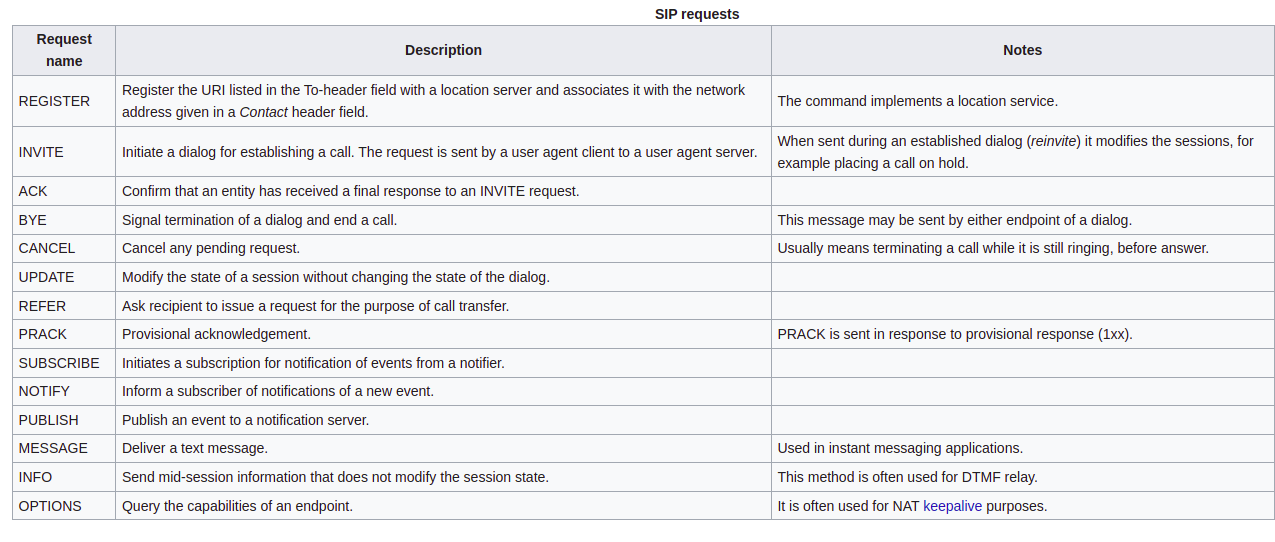 SIP requests
Request name Description Notes
REGISTER Register the URI listed in the To-header field with a location server and associates it with the network address given in a Contact header field. The command implements a location service.
INVITE Initiate a dialog for establishing a call. The request is sent by a user agent client to a user agent server. When sent during an established dialog (reinvite) it modifies the sessions, for example placing a call on hold.
ACK Confirm that an entity has received a final response to an INVITE request.
BYE Signal termination of a dialog and end a call. This message may be sent by either endpoint of a dialog.
CANCEL Cancel any pending request. Usually means terminating a call while it is still ringing, before answer.
UPDATE Modify the state of a session without changing the state of the dialog.
REFER Ask recipient to issue a request for the purpose of call transfer.
PRACK Provisional acknowledgement. PRACK is sent in response to provisional response (1xx).
SUBSCRIBE Initiates a subscription for notification of events from a notifier.
NOTIFY Inform a subscriber of notifications of a new event.
PUBLISH Publish an event to a notification server.
MESSAGE Deliver a text message. Used in instant messaging applications.
INFO Send mid-session information that does not modify the session state. This method is often used for DTMF relay.
OPTIONS Query the capabilities of an endpoint. It is often used for NAT keepalive purposes.